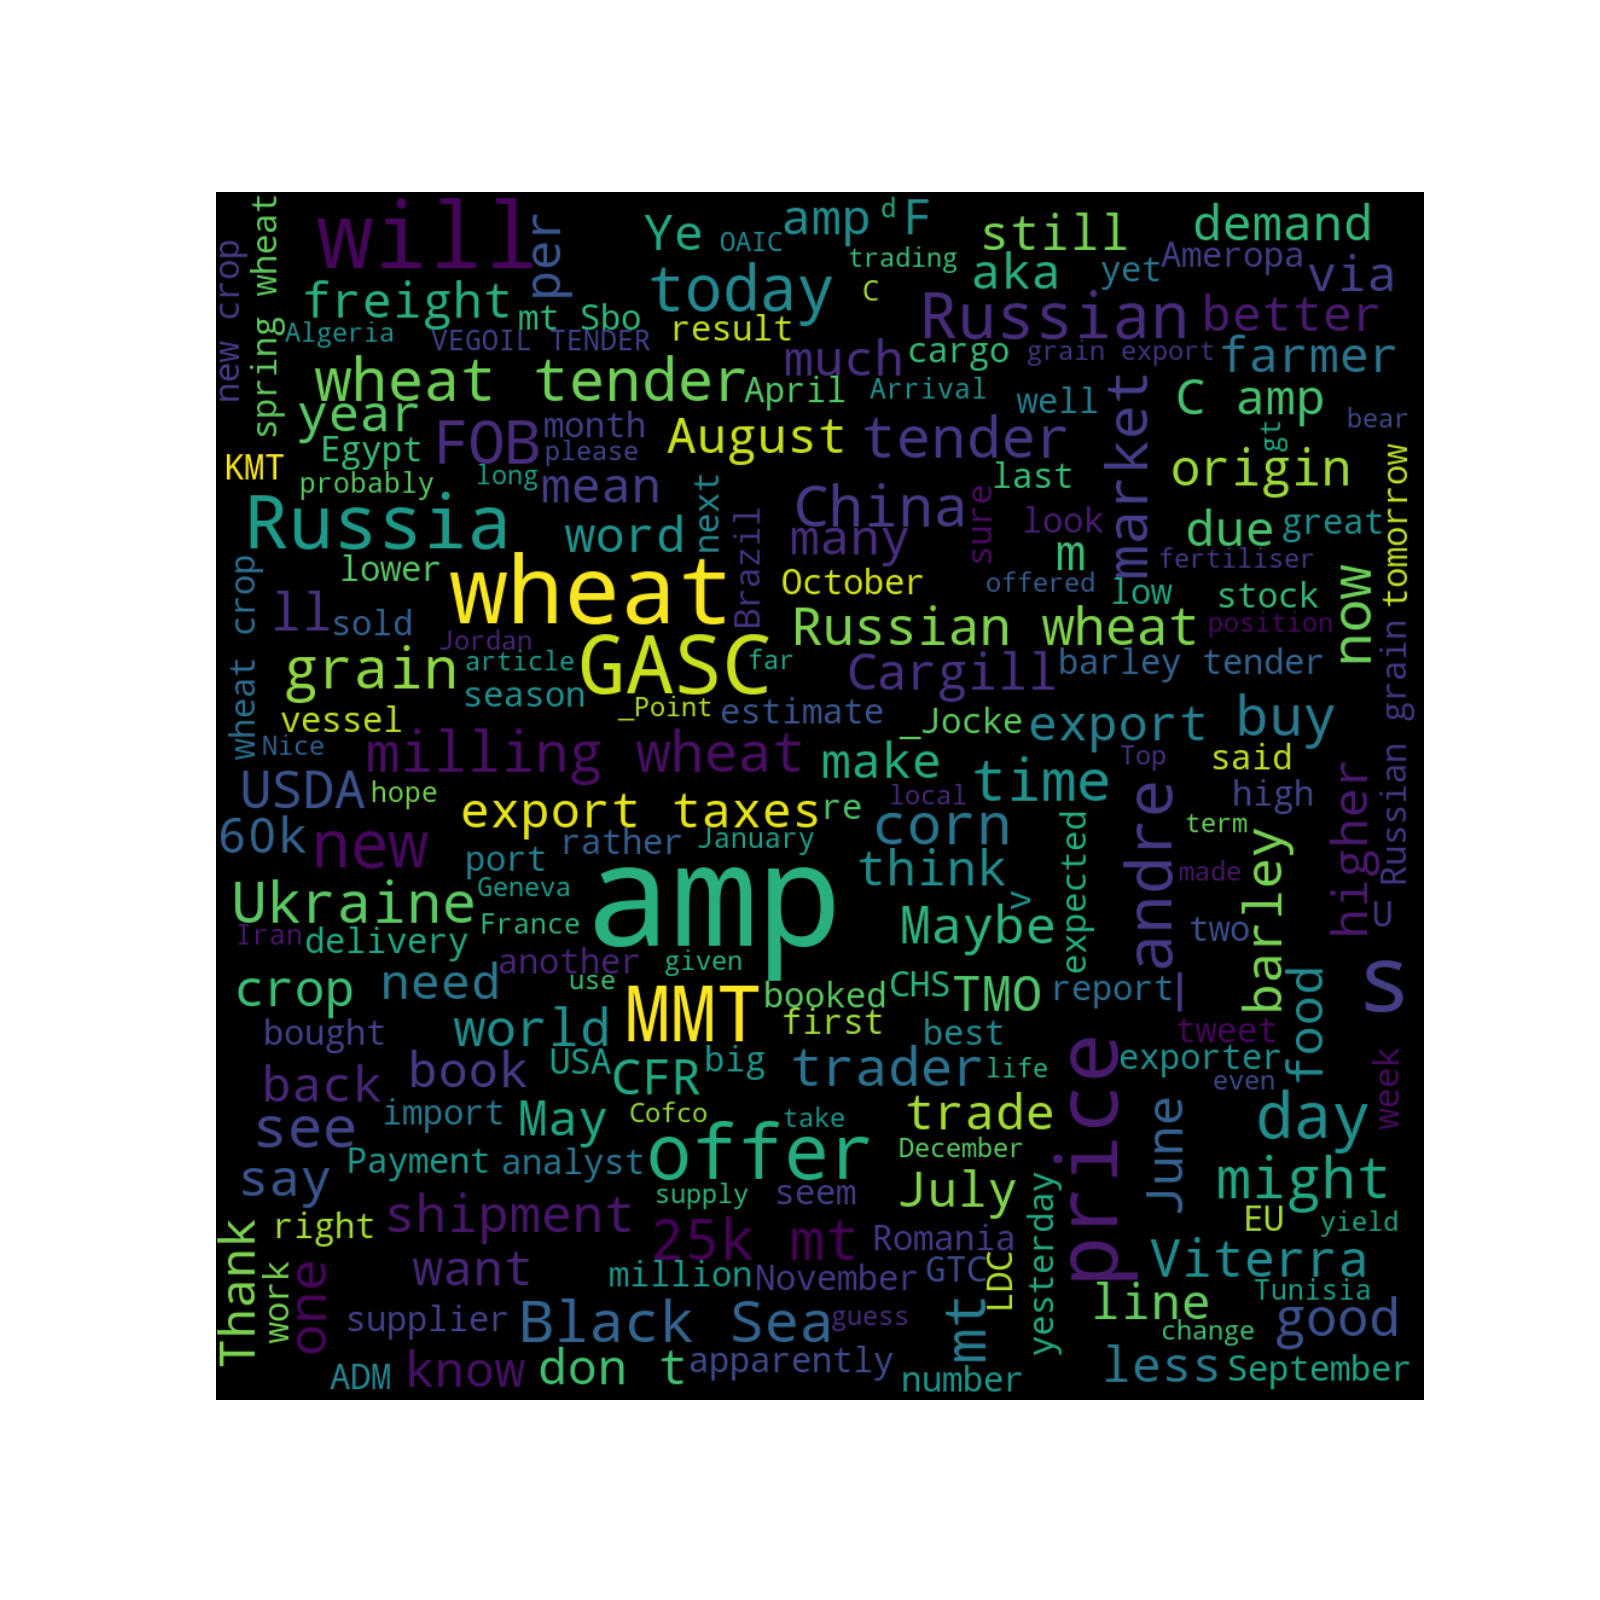 will
per
Ye
OAIC
amp
d
F
still
demand
spring wheat
new crop
freight
mt Sbo
today
trading
C
aka
yet
Ameropa
via
Algeria
VEGOIL TENDER
result
Russian
better
much
cargo
grain export
farmer
wheat tender
April
Arrival
well
market
C amp
bear
year
Egypt
FOB
month
please
August
tender
gt
KMT
probably
long
mean
last
origin
tomorrow
Russia
word
next
Brazil
China
many
sure
look
m
due
great
fertiliser
lower
wheat
October
offered
low
stock
now
wheat crop
ll
sold
Jordan
GASC
Russian wheat
position
grain
article
far
Cargill
barley tender
Russian grain
season
_Point
estimate
_Jocke
export
buy
vessel
Nice
milling wheat
make
time
Top
said
USDA
hope
export taxes
re
local
andre
high
higher
60k
new
port
rather
January
corn
expected
term
barley
think
made
Ukraine
Geneva
France
amp
v
Maybe
two
U
Iran
delivery
another
given
crop
need
use
MMT
booked
CHS
TMO
report
l
food
s
bought
world
first
best
tweet
back
book
USA
CFR
big
trader
life
price
exporter
even
week
see
import
May
Cofco
take
trade
June
day
say
Payment
analyst
offer
December
supply
seem
July
might
Thank
right
shipment
25k mt
Romania
yesterday
EU
yield
work
one
want
million
November
GTC
LDC
Viterra
Tunisia
supplier
Black Sea
guess
mt
line
change
good
ADM
know
don t
apparently
number
less
September